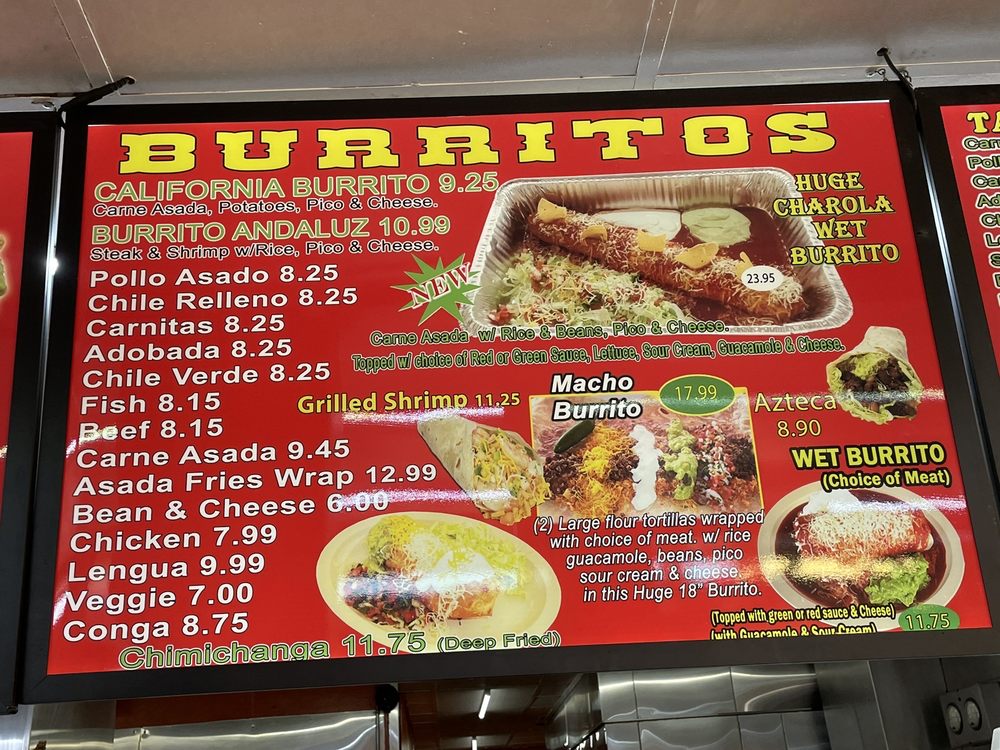 BURRITOS
CALIFORNIA BURRITO 9.25
Carne Asada, Potatoes, Pico & Cheese.
BURRITO ANDALUZ 10.99
Steak & Shrimp w/Rice, Pico & Cheese.
Pollo Asado 8.25
Chile Relleno 8.25
Carnitas 8.25
Adobada 8.25
Chile Verde 8.25
Fish 8.15
Beef 8.15
Carne Asada 9.45
Asada Fries Wrap 12.99
Bean & Cheese 6.00
Chicken 7.99
Lengua 9.99
Veggie 7.00
Conga 8.75
Chimichanga 11.75 (Deep Fried)
HUGE
CHAROLA
WET
BURRITO
23.95
NEW
Carne Asada w/ Rice & Beans, Pico & Cheese.
Topped w/ choice of Red or Green Sauce, Lettuce, Sour Cream, Guacamole & Cheese.
Grilled Shrimp 11.25
Macho
Burrito
17.99
(2) Large flour tortillas wrapped
with choice of meat. w/ rice
guacamole, beans, pico
sour cream & cheese.
in this Huge 18" Burrito.
Azteca
8.90
WET BURRITO
(Choice of Meat)
(Topped with green or red sauce & Cheese)
(with Guacamole & Sour Cream)
11.75